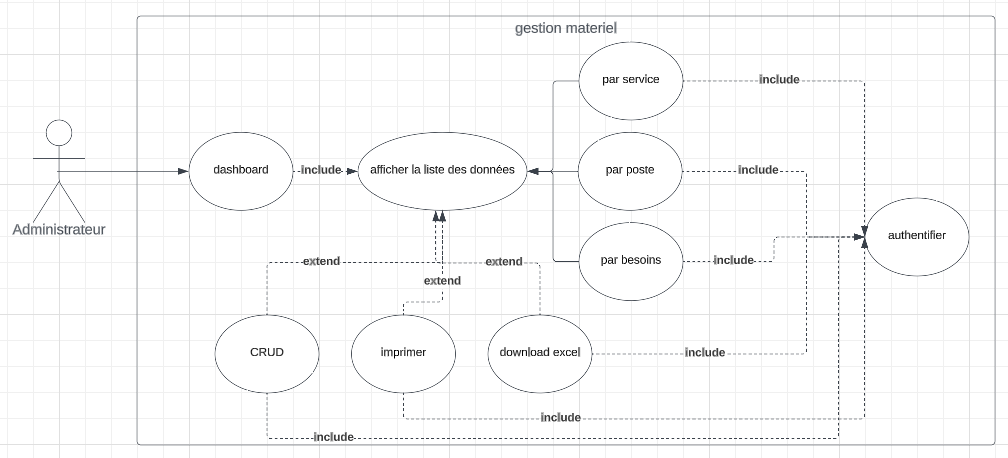 gestion materiel
par service
include
dashboard
include
afficher la liste des données
par poste
include
Administrateur
authentifier
par besoins
include
extend
extend
extend
CRUD
imprimer
download excel
include
include
include